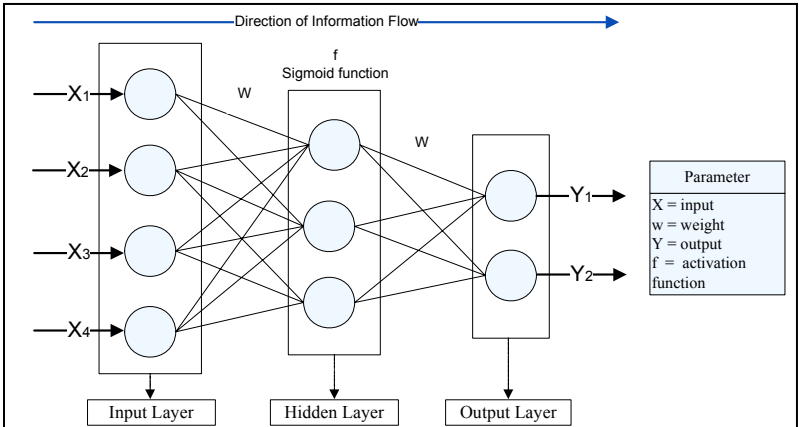 Direction of Information Flow
f
Sigmoid function
W
W
X1
X2
X3
X4
Y1
Y2
Parameter
X = input
w = weight
Y = output
f = activation
function
Input Layer
Hidden Layer
Output Layer